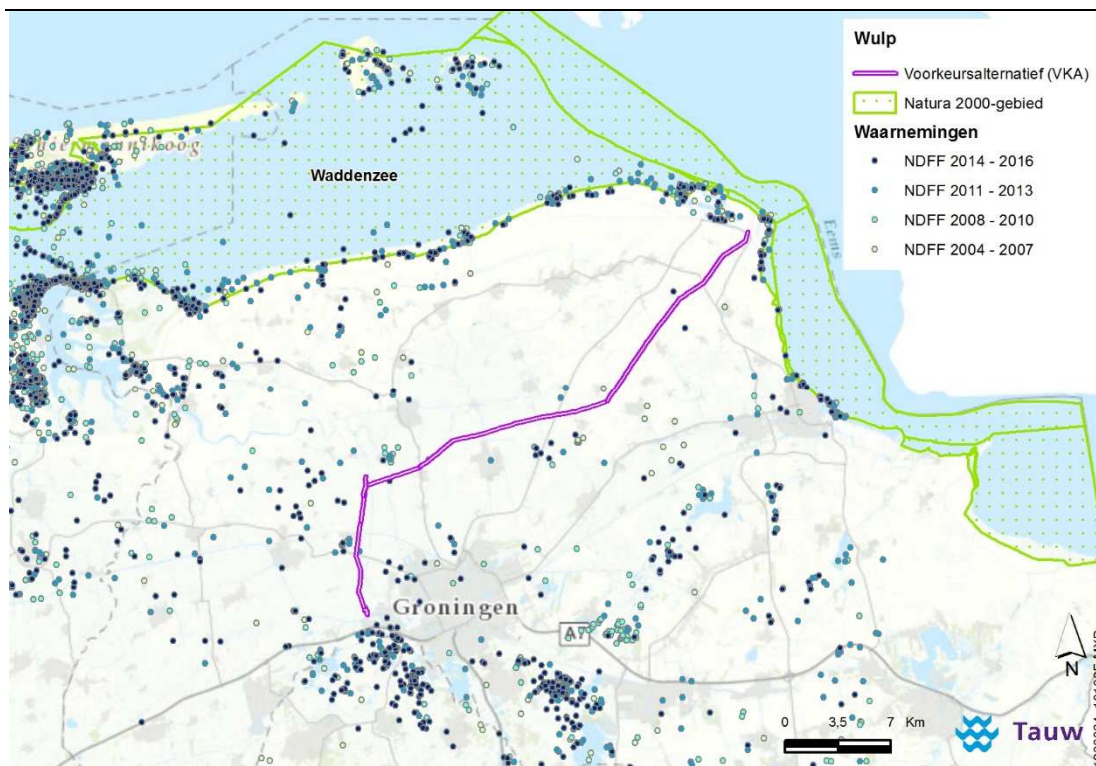 Wulp
Voorkeursalternatief (VKA)
Natura 2000-gebied
Waarnemingen
NDFF 2014 - 2016
NDFF 2011 - 2013
NDFF 2008 - 2010
NDFF 2004 - 2007
Waddenzee
Eems
Groningen
A7
N
0 3,5 7 Km
Tauw